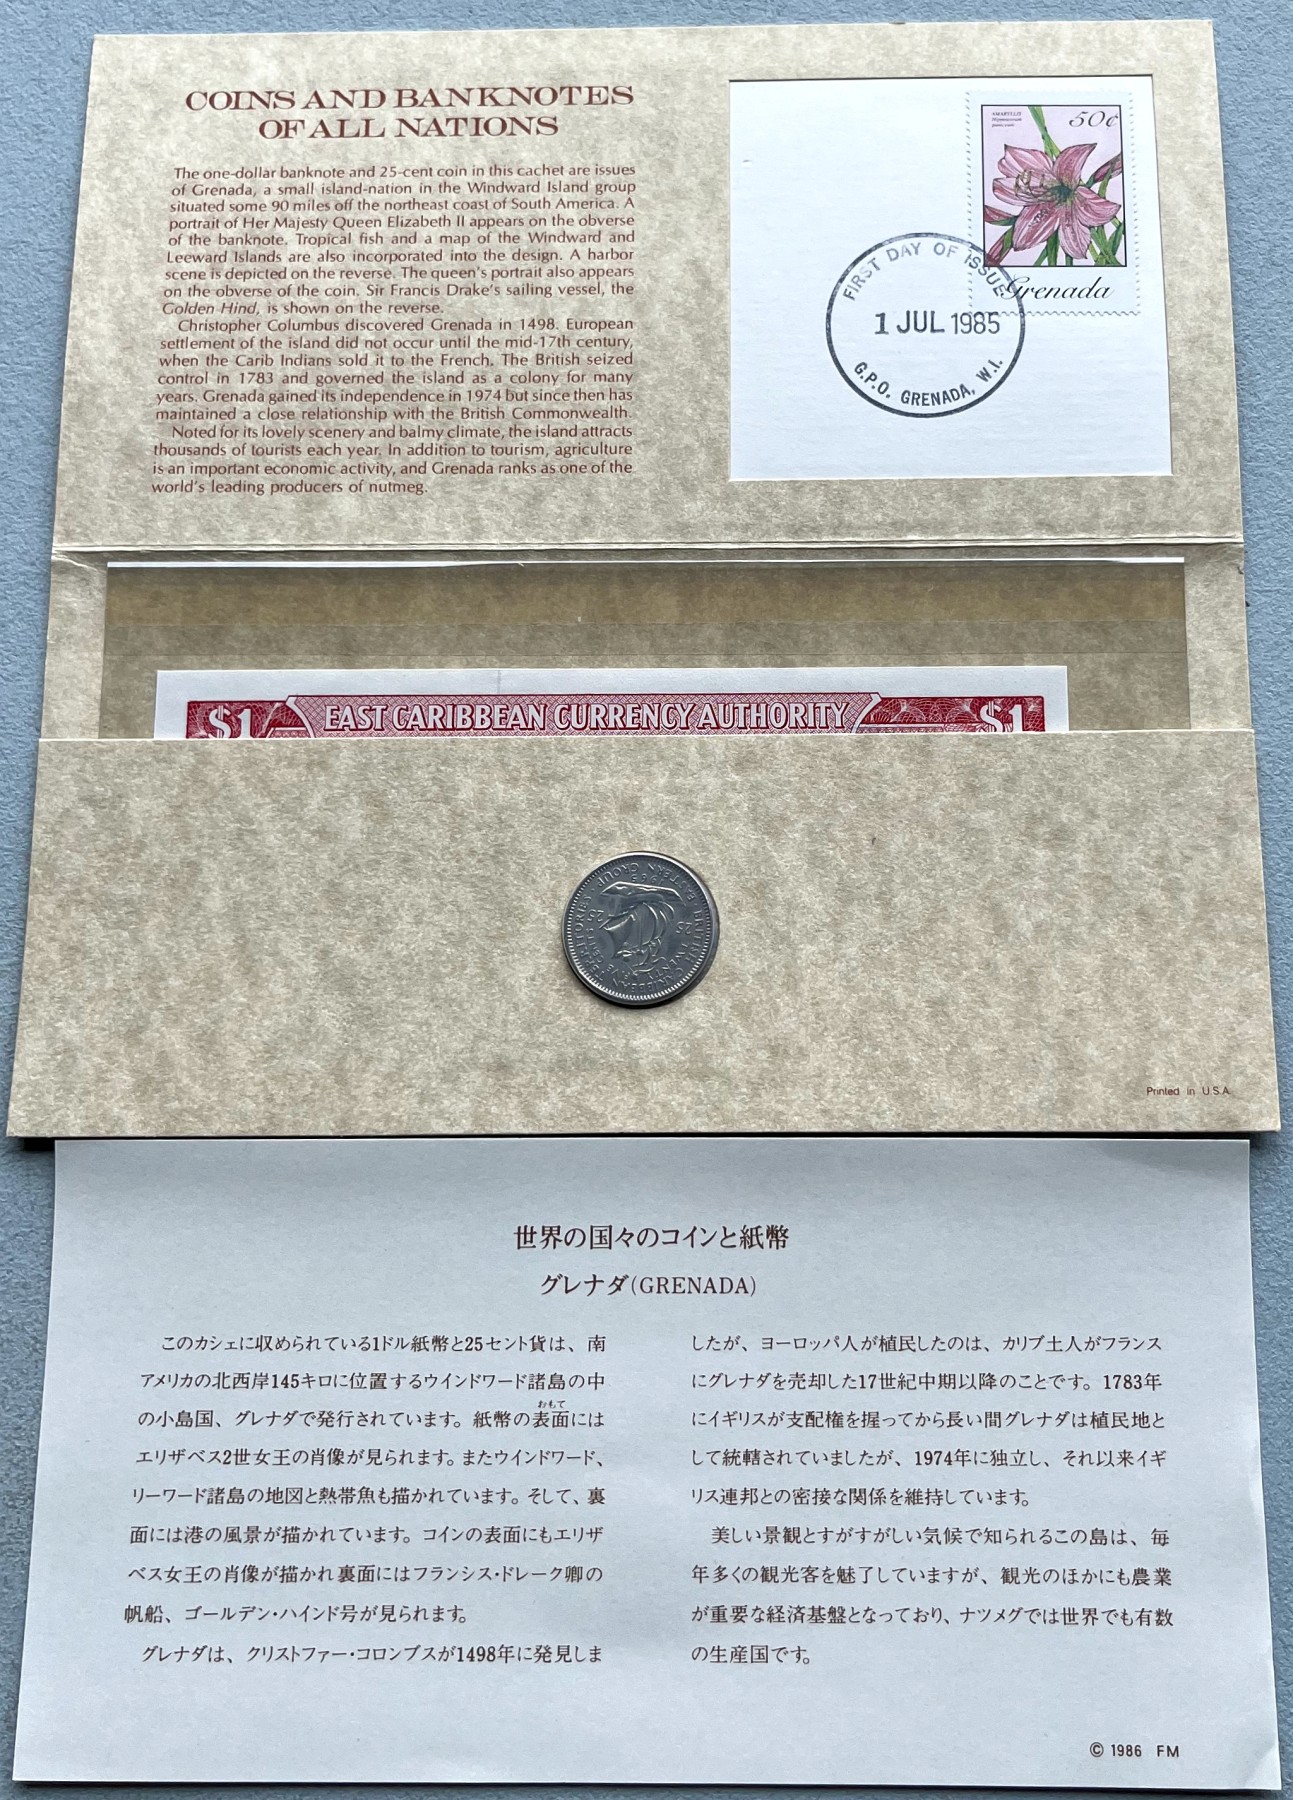 COINS AND BANKNOTES
OF ALL NATIONS
The one-dollar banknote and 25-cent coin in this cachet are issues
of Grenada, a small island-nation in the Windward Island group
situated some 90 miles off the northeast coast of South America. A
portrait of Her Majesty Queen Elizabeth II appears on the obverse
of the banknote. Tropical fish and a map of the Windward and
Leeward Islands are also incorporated into the design. A harbor
scene is depicted on the reverse. The queen's portrait also appears
on the obverse of the coin. Sir Francis Drake's sailing vessel, the
Golden Hind, is shown on the reverse.
Christopher Columbus discovered Grenada in 1498. European
settlement of the island did not occur until the mid-17th century,
when the Carib Indians sold it to the French. The British seized
control in 1783 and governed the island as a colony for many
years. Grenada gained its independence in 1974 but since then has
maintained a close relationship with the British Commonwealth.
Noted for its lovely scenery and balmy climate, the island attracts
thousands of tourists each year. In addition to tourism, agriculture
is an important economic activity, and Grenada ranks as one of the
world's leading producers of nutmeg.
AMARYLLIS
50¢
Grenada
FIRST DAY OF ISSUE
1 JUL 1985
G.P.O. GRENADA, W.I.
$1 EAST CARIBBEAN CURRENCY AUTHORITY $1
BRITISH CARIBBEAN TERRITORIES · EASTERN GROUP
TWENTY FIVE CENTS
25 25
Printed in U.S.A.
世界の国々のコインと紙幣
グレナダ(GRENADA)
このカシェに収められている1ドル紙幣と25セント貨は、南
アメリカの北西岸145キロに位置するウインドワード諸島の中
おもて
の小島国、グレナダで発行されています。紙幣の表面には
エリザベス2世女王の肖像が見られます。またウインドワード、
リーワード諸島の地図と熱帯魚も描かれています。そして、裏
面には港の風景が描かれています。コインの表面にもエリザ
ベス女王の肖像が描かれ裏面にはフランシス・ドレーク卿の
帆船、ゴールデン・ハインド号が見られます。
グレナダは、クリストファー・コロンブスが1498年に発見しま
したが、ヨーロッパ人が植民したのは、カリブ土人がフランス
にグレナダを売却した17世紀中期以降のことです。1783年
にイギリスが支配権を握ってから長い間グレナダは植民地と
して統轄されていましたが、1974年に独立し、それ以来イギ
リス連邦との密接な関係を維持しています。
美しい景観とすがすがしい気候で知られるこの島は、毎
年多くの観光客を魅了していますが、観光のほかにも農業
が重要な経済基盤となっており、ナツメグでは世界でも有数
の生産国です。
© 1986 FM